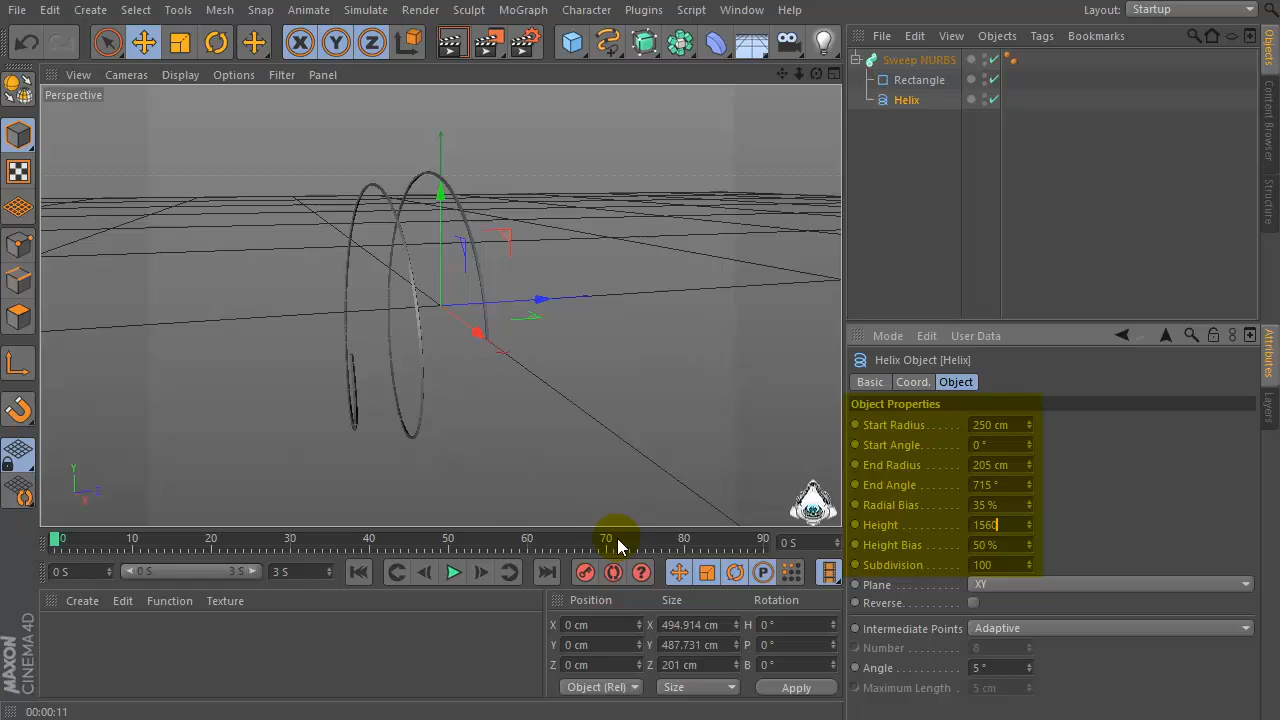 File Edit Create Select Tools Mesh Snap Animate Simulate Render Sculpt MoGraph Character Plugins Script Window Help Layout: Startup
X Y Z
File Edit View Objects Tags Bookmarks
View Cameras Display Options Filter Panel
Perspective
Sweep NURBS
Rectangle
Helix
Objects
Content Browser
Structure
Mode Edit User Data
Helix Object [Helix]
Basic Coord. Object
Object Properties
Start Radius 250 cm
Start Angle 0 °
End Radius 205 cm
End Angle 715 °
Radial Bias 35 %
Height 1560
Height Bias 50 %
Subdivision 100
Plane XY
Reverse
Intermediate Points Adaptive
Number 8
Angle 5 °
Maximum Length 5 cm
Attributes
Layers
Y
Z
X
0 10 20 30 40 50 60 70 80 90 0 S
0 S 0 S 3 S 3 S
? P
Create Edit Function Texture
Position Size Rotation
X 0 cm X 494.914 cm H 0 °
Y 0 cm Y 487.731 cm P 0 °
Z 0 cm Z 201 cm B 0 °
Object (Rel) Size Apply
MAXON
CINEMA 4D
00:00:11